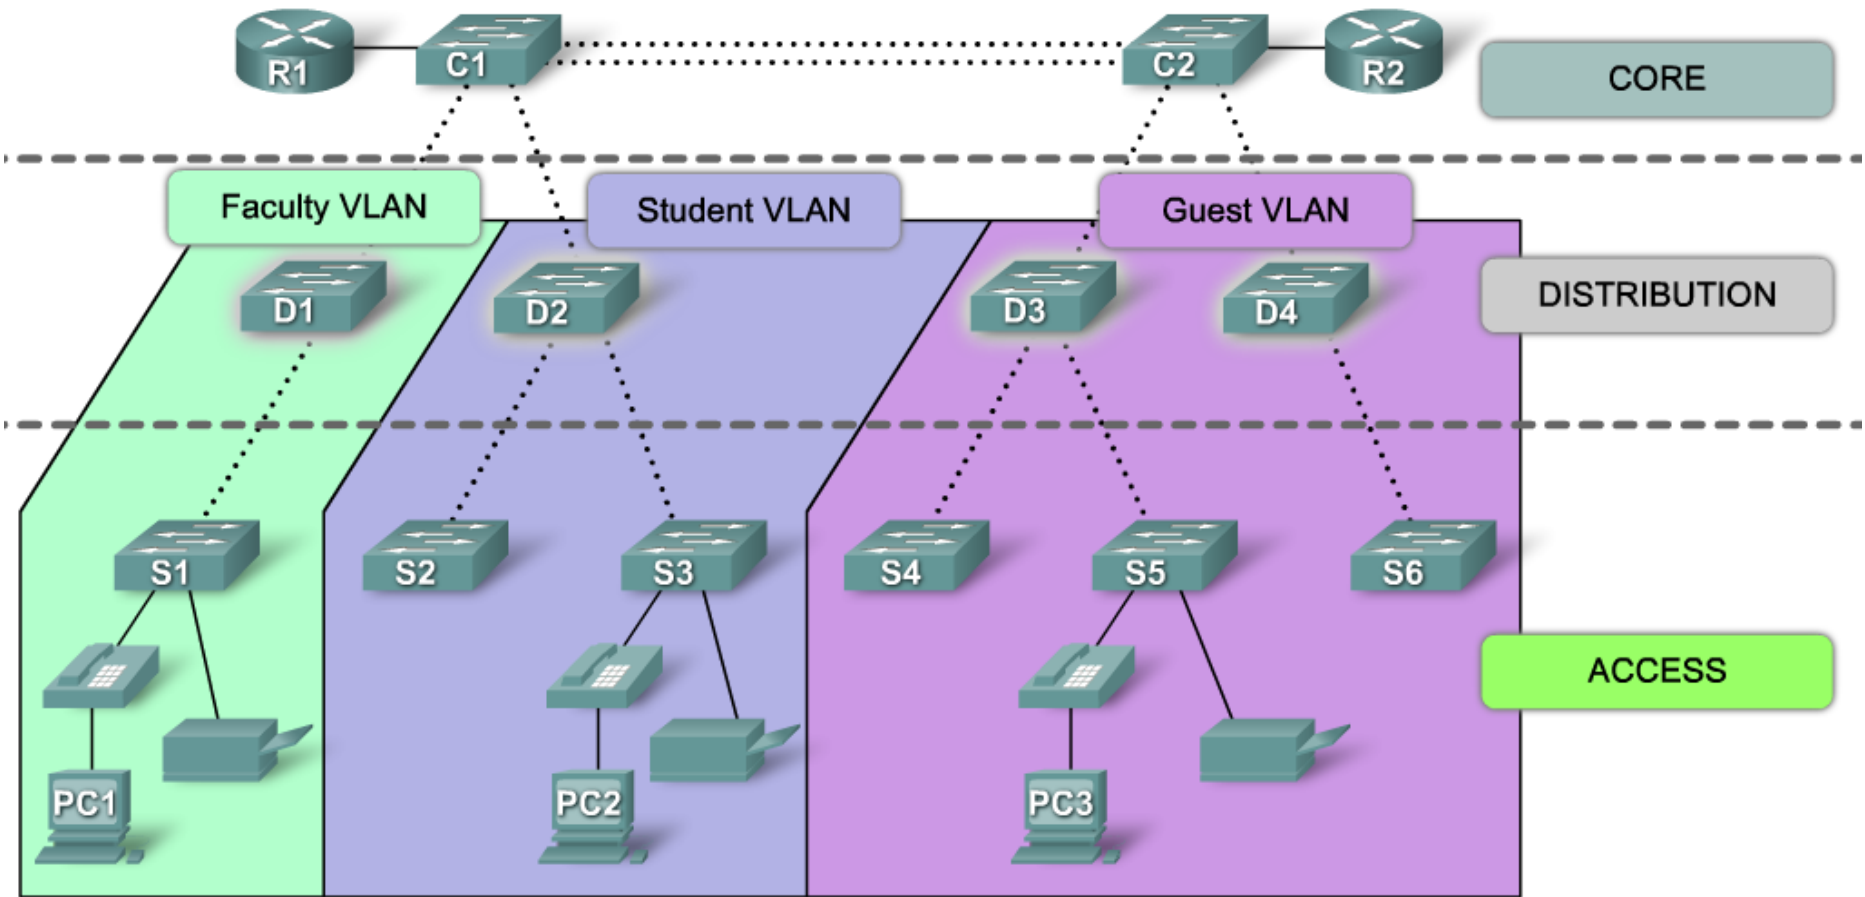 R1
C1
C2
R2
CORE
Faculty VLAN
Student VLAN
Guest VLAN
D1
D2
D3
D4
DISTRIBUTION
S1
S2
S3
S4
S5
S6
ACCESS
PC1
PC2
PC3